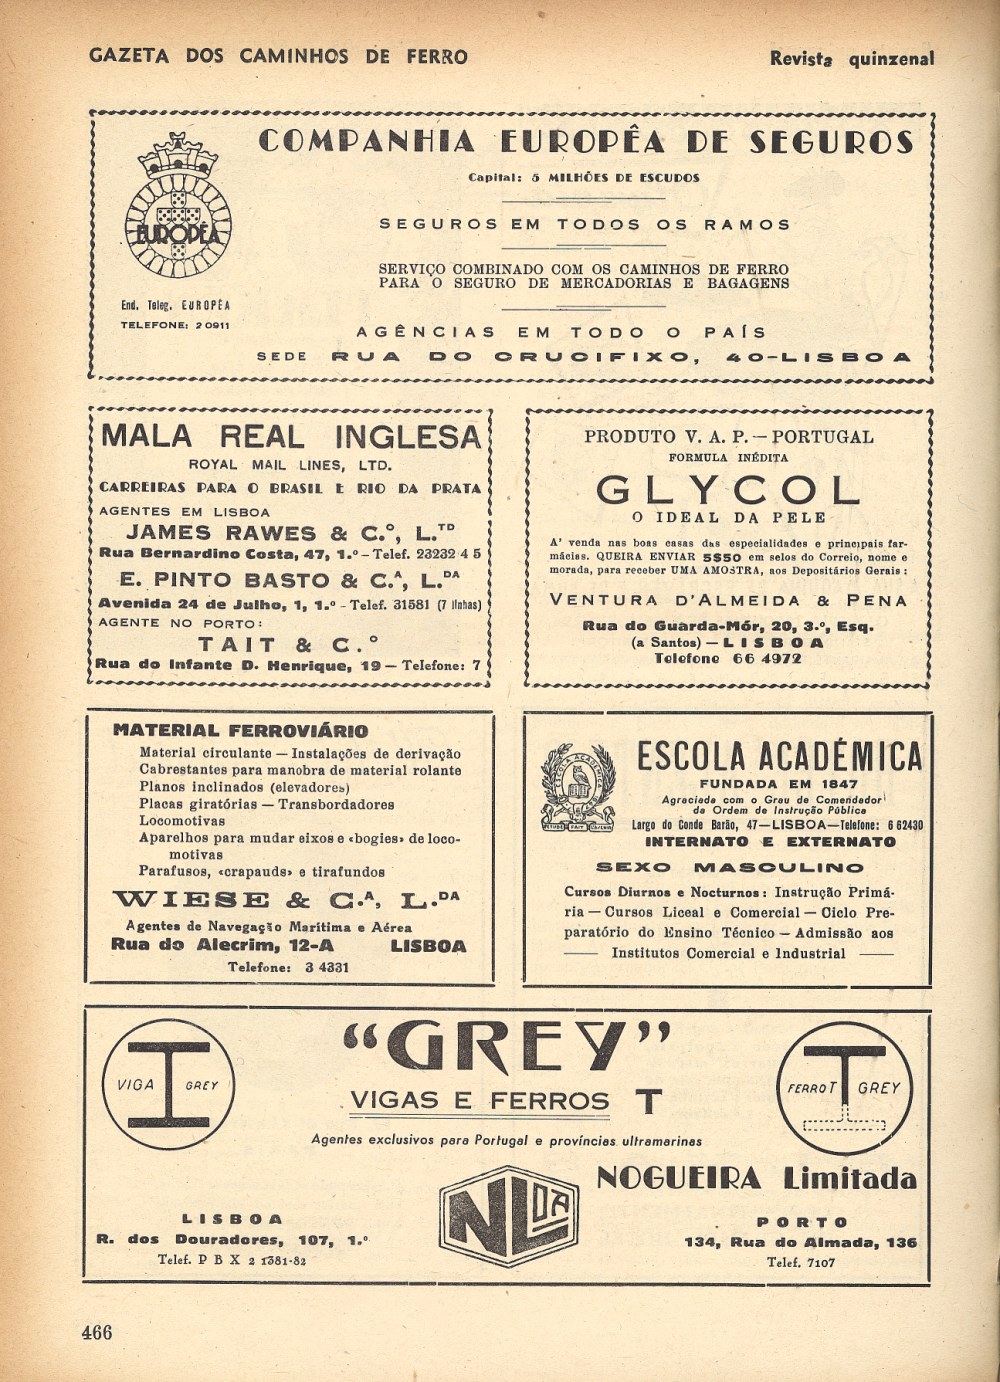 GAZETA DOS CAMINHOS DE FERRO
Revista quinzenal
COMPANHIA EUROPÊA DE SEGUROS
Capital: 5 MILHÕES DE ESCUDOS
SEGUROS EM TODOS OS RAMOS
SERVIÇO COMBINADO COM OS CAMINHOS DE FERRO
PARA O SEGURO DE MERCADORIAS E BAGAGENS
AGÊNCIAS EM TODO O PAÍS
SEDE RUA DO CRUCIFIXO, 40-LISBOA
EUROPÊA
End. Teleg. EUROPÊA
TELEFONE: 20911
MALA REAL INGLESA
ROYAL MAIL LINES, LTD.
CARREIRAS PARA O BRASIL E RIO DA PRATA
AGENTES EM LISBOA
JAMES RAWES & C.º, L.TD
Rua Bernardino Costa, 47, 1.º – Telef. 23232 4 5
E. PINTO BASTO & C.A, L.DA
Avenida 24 de Julho, 1, 1.º - Telef. 31581 (7 linhas)
AGENTE NO PORTO:
TAIT & C.º
Rua do Infante D. Henrique, 19 — Telefone: 7
PRODUTO V. A. P. — PORTUGAL
FORMULA INÉDITA
GLYCOL
O IDEAL DA PELE
A' venda nas boas casas das especialidades e principais far-
mácias. QUEIRA ENVIAR 5$50 em selos do Correio, nome e
morada, para receber UMA AMOSTRA, aos Depositários Gerais:
VENTURA D'ALMEIDA & PENA
Rua do Guarda-Mór, 20, 3.º, Esq.
(a Santos) — LISBOA
Telefone 66 4972
MATERIAL FERROVIÁRIO
Material circulante — Instalações de derivação
Cabrestantes para manobra de material rolante
Planos inclinados (elevadores)
Placas giratórias — Transbordadores
Locomotivas
Aparelhos para mudar eixos e «bogies» de loco-
motivas
Parafusos, «crapauds» e tirafundos
WIESE & C.A, L.DA
Agentes de Navegação Marítima e Aérea
Rua do Alecrim, 12-A LISBOA
Telefone: 3 4331
ESCOLA ACADÉMICA
ESCOLA ACADÉMICA
FUNDADA EM 1847
Agraciada com o Grau de Comendador
da Ordem de Instrução Pública
Largo do Conde Barão, 47—LISBOA—Telefone: 6 62430
INTERNATO E EXTERNATO
SEXO MASCULINO
Cursos Diurnos e Nocturnos: Instrução Primá-
ria — Cursos Liceal e Comercial — Ciclo Pre-
paratório do Ensino Técnico — Admissão aos
Institutos Comercial e Industrial
"GREY"
VIGA GREY
VIGAS E FERROS T
FERRO T GREY
Agentes exclusivos para Portugal e províncias ultramarinas
NLDA
NOGUEIRA Limitada
LISBOA
R. dos Douradores, 107, 1.º
Telef. P B X 2 1381-82
PORTO
134, Rua do Almada, 136
Telef. 7107
466